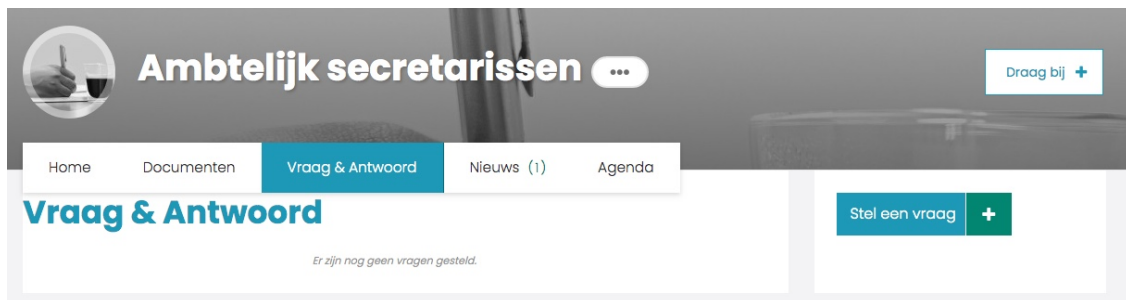 Ambtelijk secretarissen
Draag bij
Home Documenten Vraag & Antwoord Nieuws (1) Agenda
Vraag & Antwoord
Stel een vraag
Er zijn nog geen vragen gesteld.